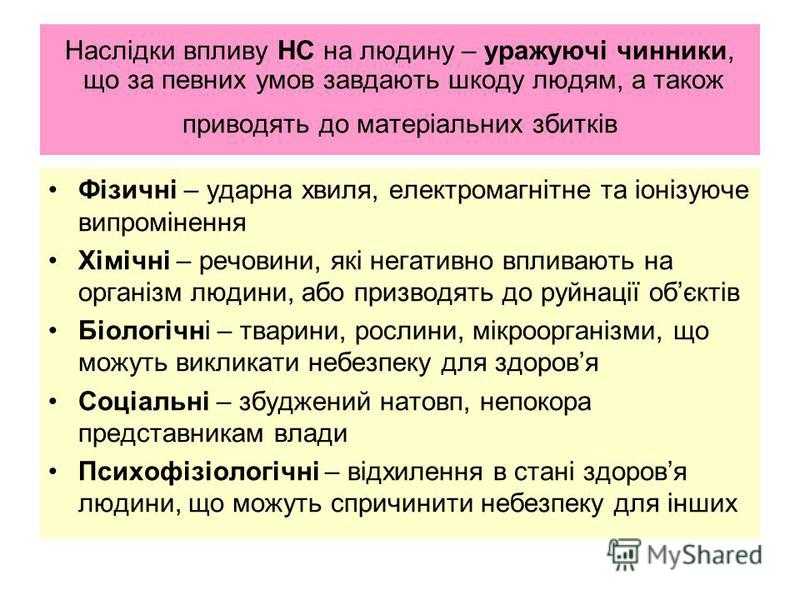 Наслідки впливу НС на людину – уражуючі чинники,
що за певних умов завдають шкоду людям, а також
приводять до матеріальних збитків
• Фізичні – ударна хвиля, електромагнітне та іонізуюче
випромінення
• Хімічні – речовини, які негативно впливають на
організм людини, або призводять до руйнації об’єктів
• Біологічні – тварини, рослини, мікроорганізми, що
можуть викликати небезпеку для здоров’я
• Соціальні – збуджений натовп, непокора
представникам влади
• Психофізіологічні – відхилення в стані здоров’я
людини, що можуть спричинити небезпеку для інших
MyShared